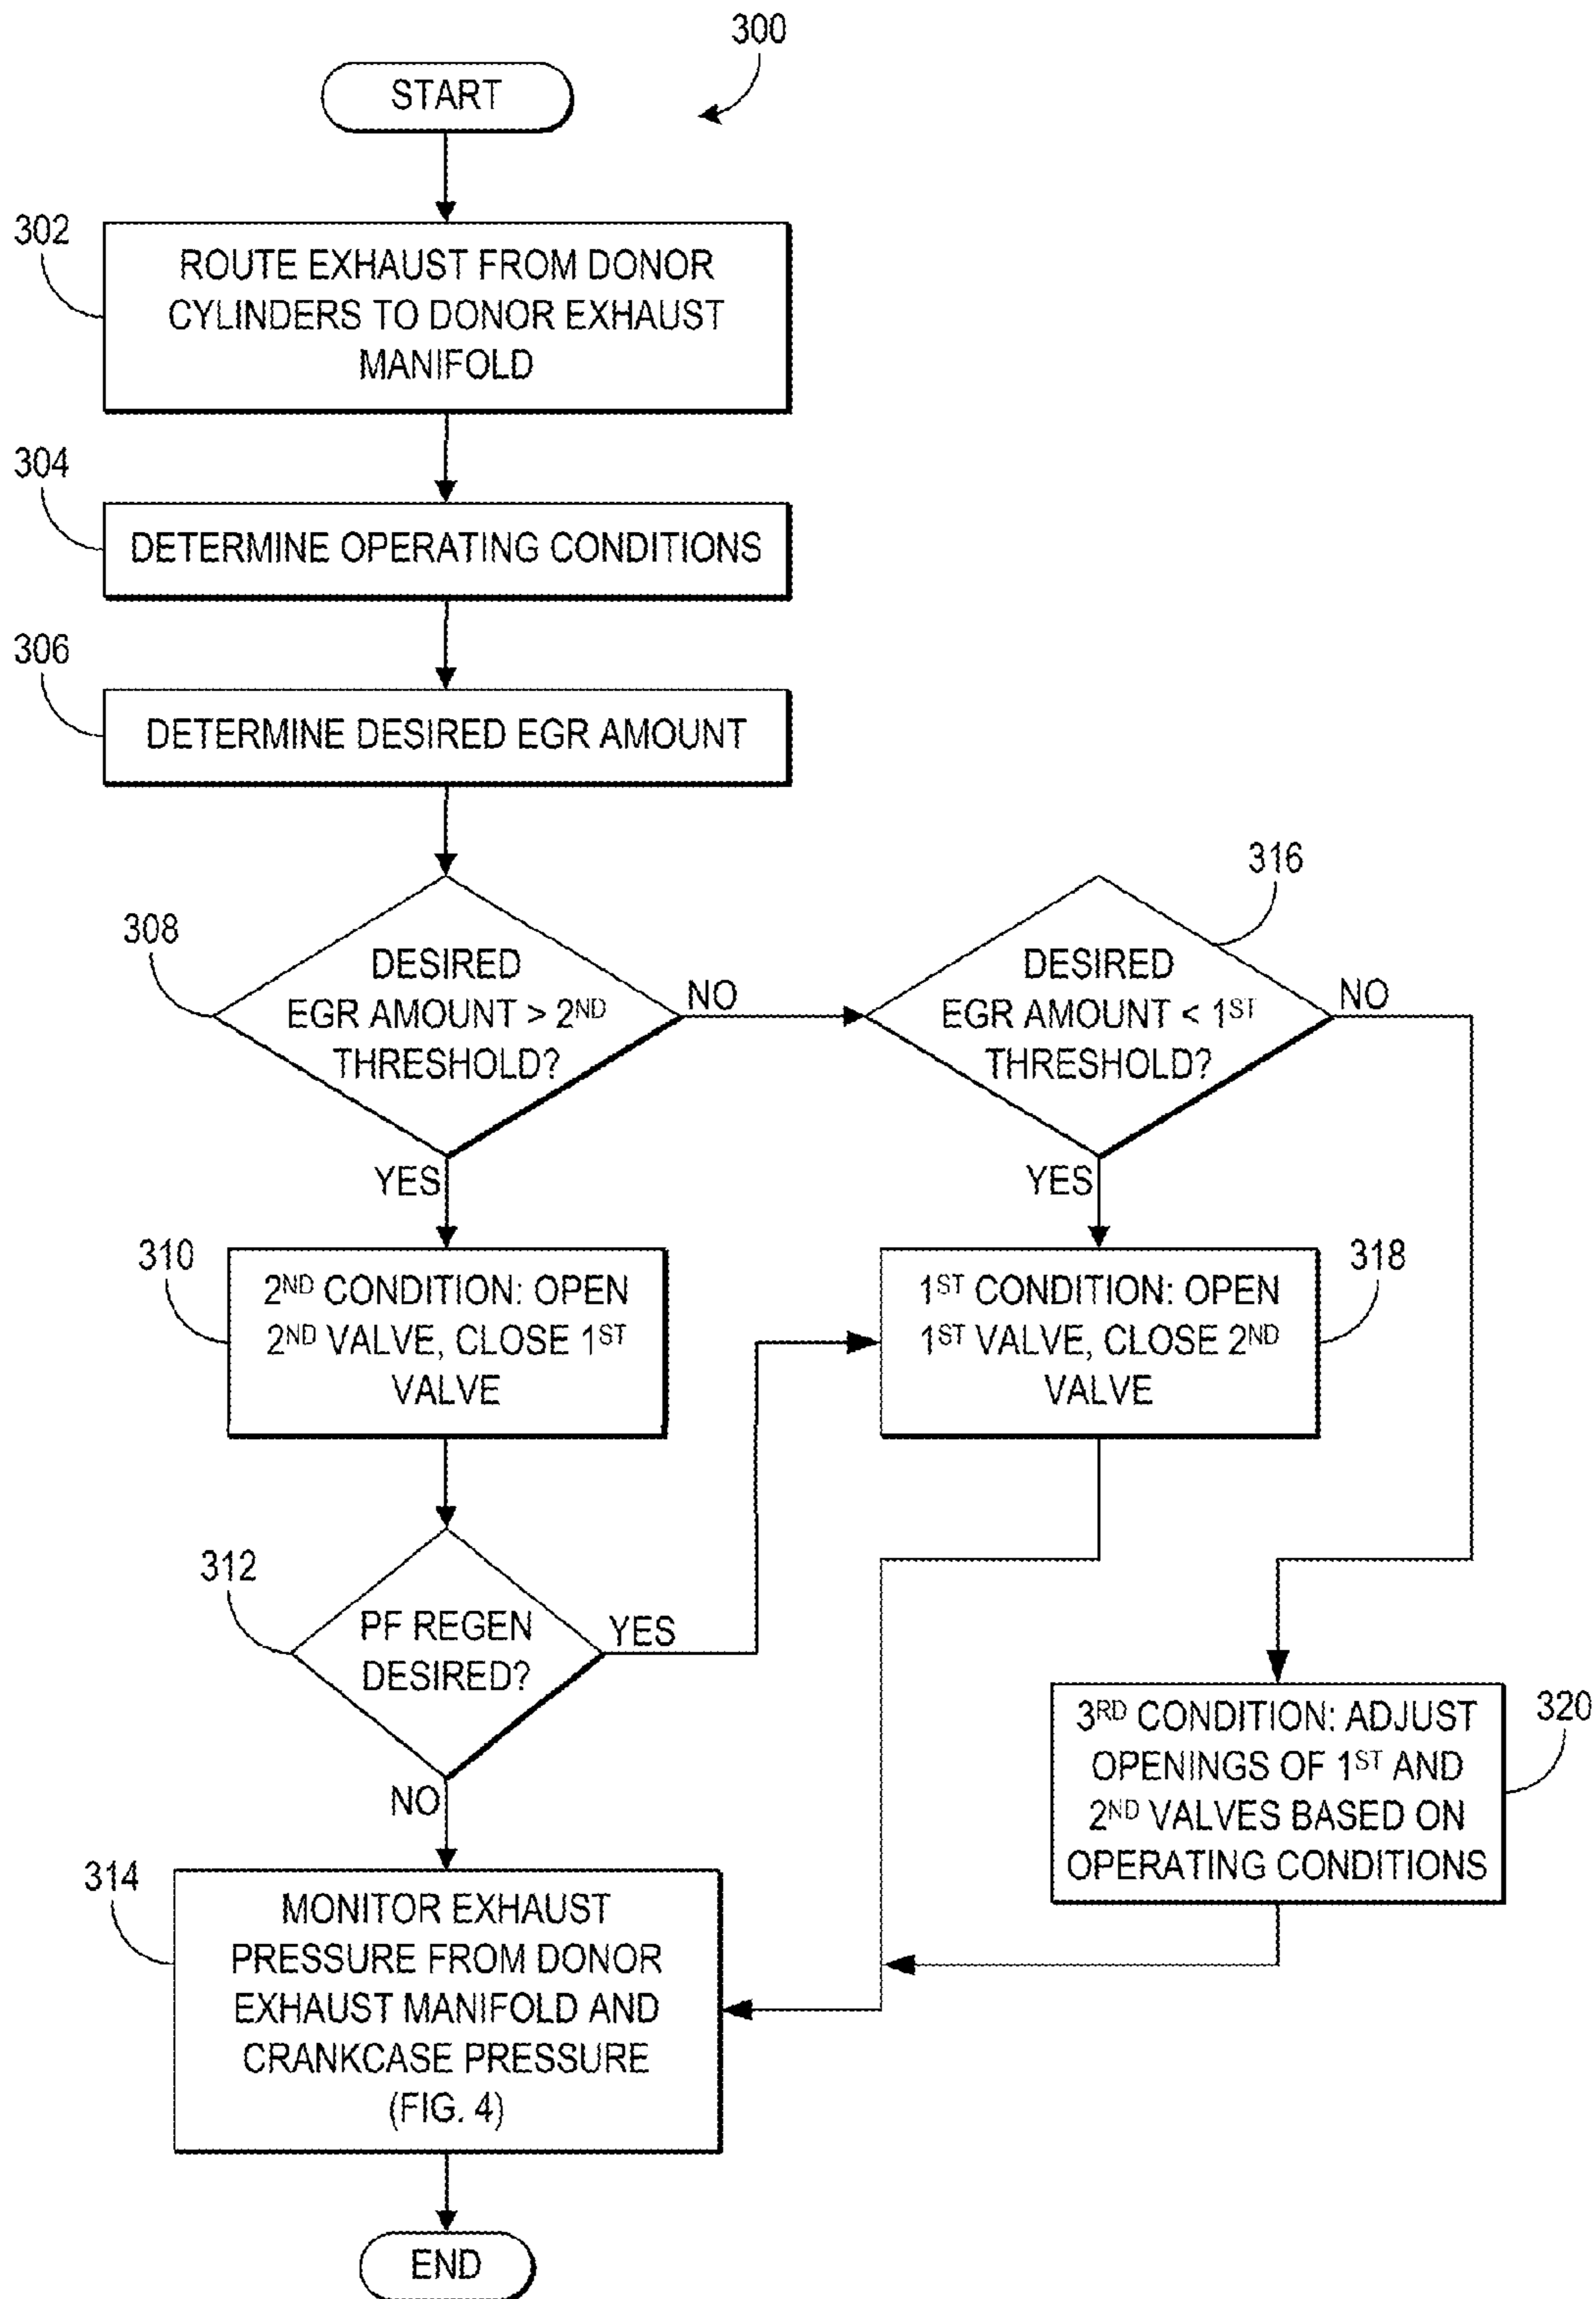 300
START
302
ROUTE EXHAUST FROM DONOR
CYLINDERS TO DONOR EXHAUST
MANIFOLD
304
DETERMINE OPERATING CONDITIONS
306
DETERMINE DESIRED EGR AMOUNT
308
DESIRED
EGR AMOUNT > 2ND
THRESHOLD?
NO
YES
316
DESIRED
EGR AMOUNT < 1ST
THRESHOLD?
NO
YES
310
2ND CONDITION: OPEN
2ND VALVE, CLOSE 1ST
VALVE
318
1ST CONDITION: OPEN
1ST VALVE, CLOSE 2ND
VALVE
312
PF REGEN
DESIRED?
YES
NO
320
3RD CONDITION: ADJUST
OPENINGS OF 1ST AND
2ND VALVES BASED ON
OPERATING CONDITIONS
314
MONITOR EXHAUST
PRESSURE FROM DONOR
EXHAUST MANIFOLD AND
CRANKCASE PRESSURE
(FIG. 4)
END